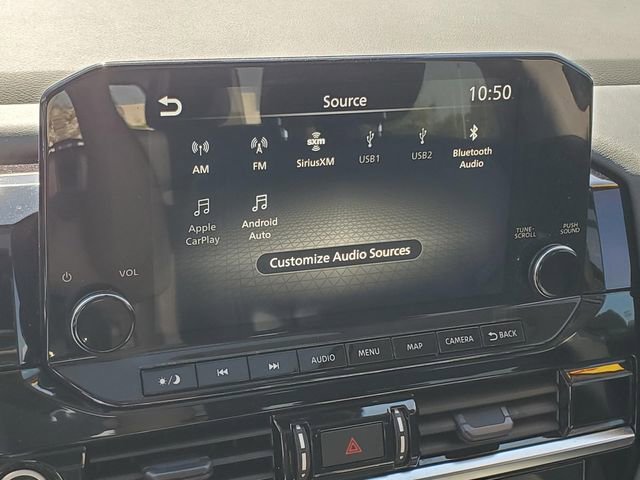 Source
10:50
AM
FM
sxm
SiriusXM
USB1
USB2
Bluetooth
Audio
Apple
CarPlay
Android
Auto
Customize Audio Sources
VOL
TUNE-
SCROLL
PUSH
SOUND
AUDIO
MENU
MAP
CAMERA
BACK